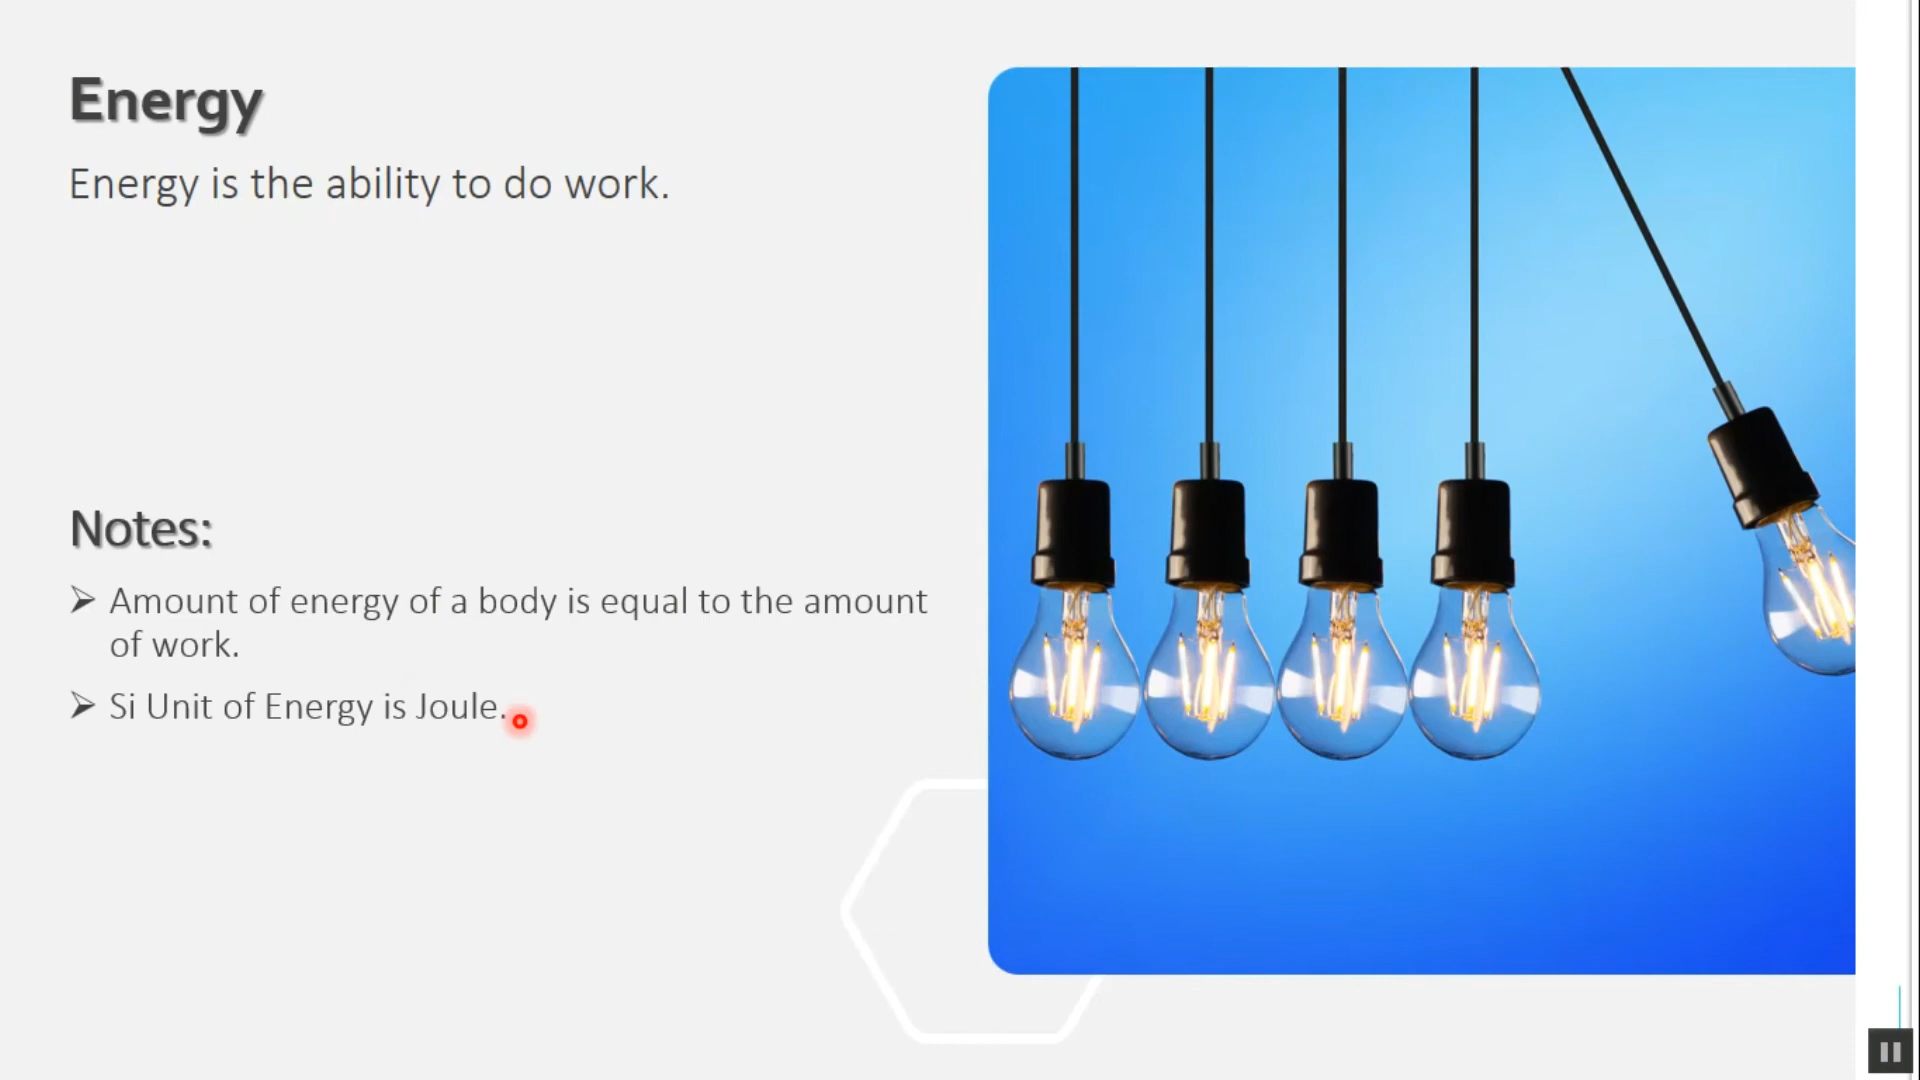 Energy
Energy is the ability to do work.
Notes:
➢ Amount of energy of a body is equal to the amount
of work.
➢ Si Unit of Energy is Joule.